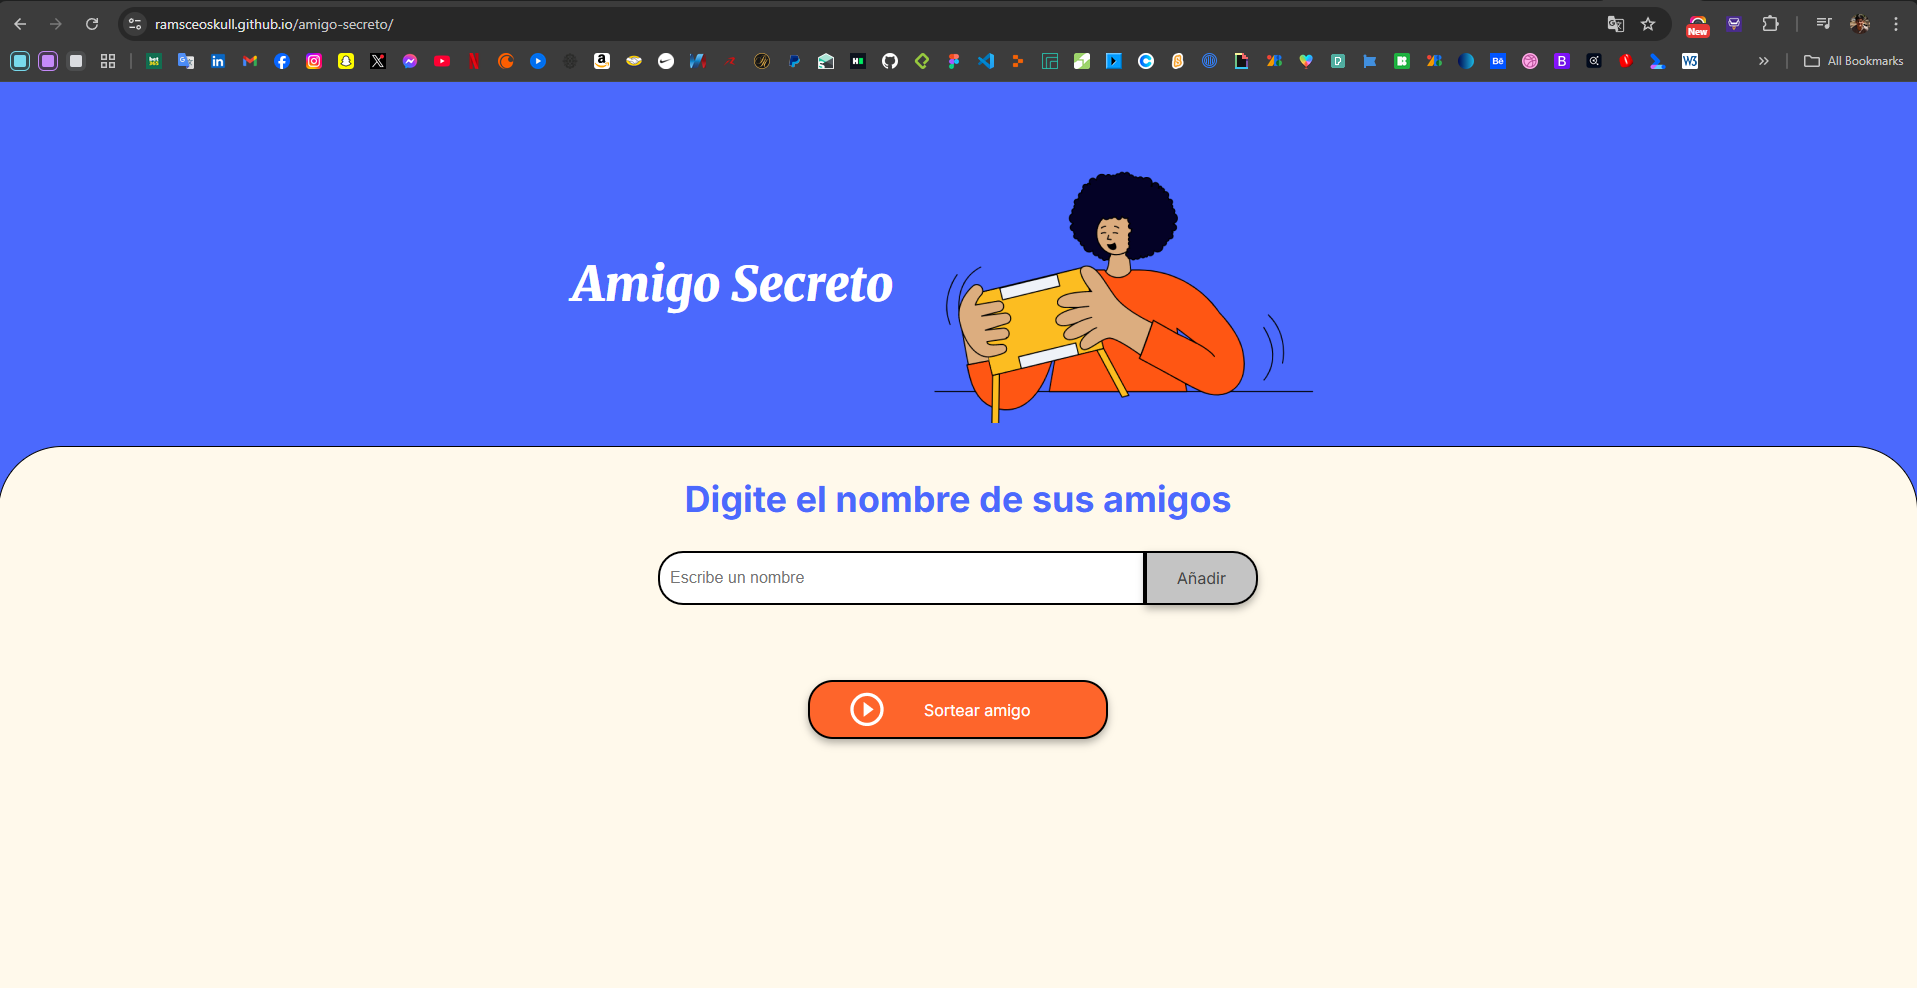 ramsceoskull.github.io/amigo-secreto/
New
All Bookmarks
Amigo Secreto
Digite el nombre de sus amigos
Escribe un nombre
Añadir
Sortear amigo